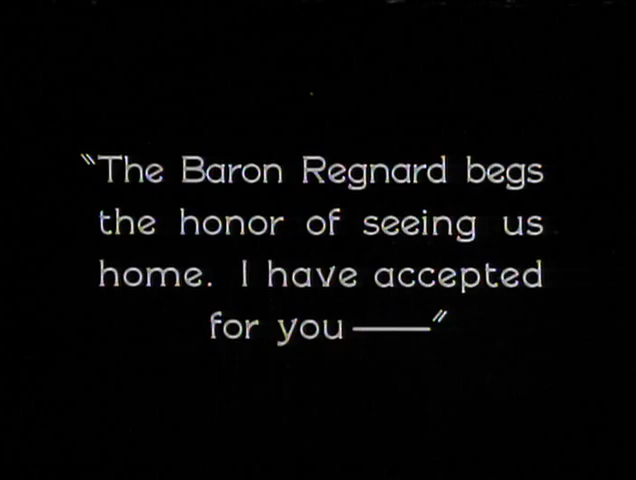 "The Baron Regnard begs
the honor of seeing us
home. I have accepted
for you——"